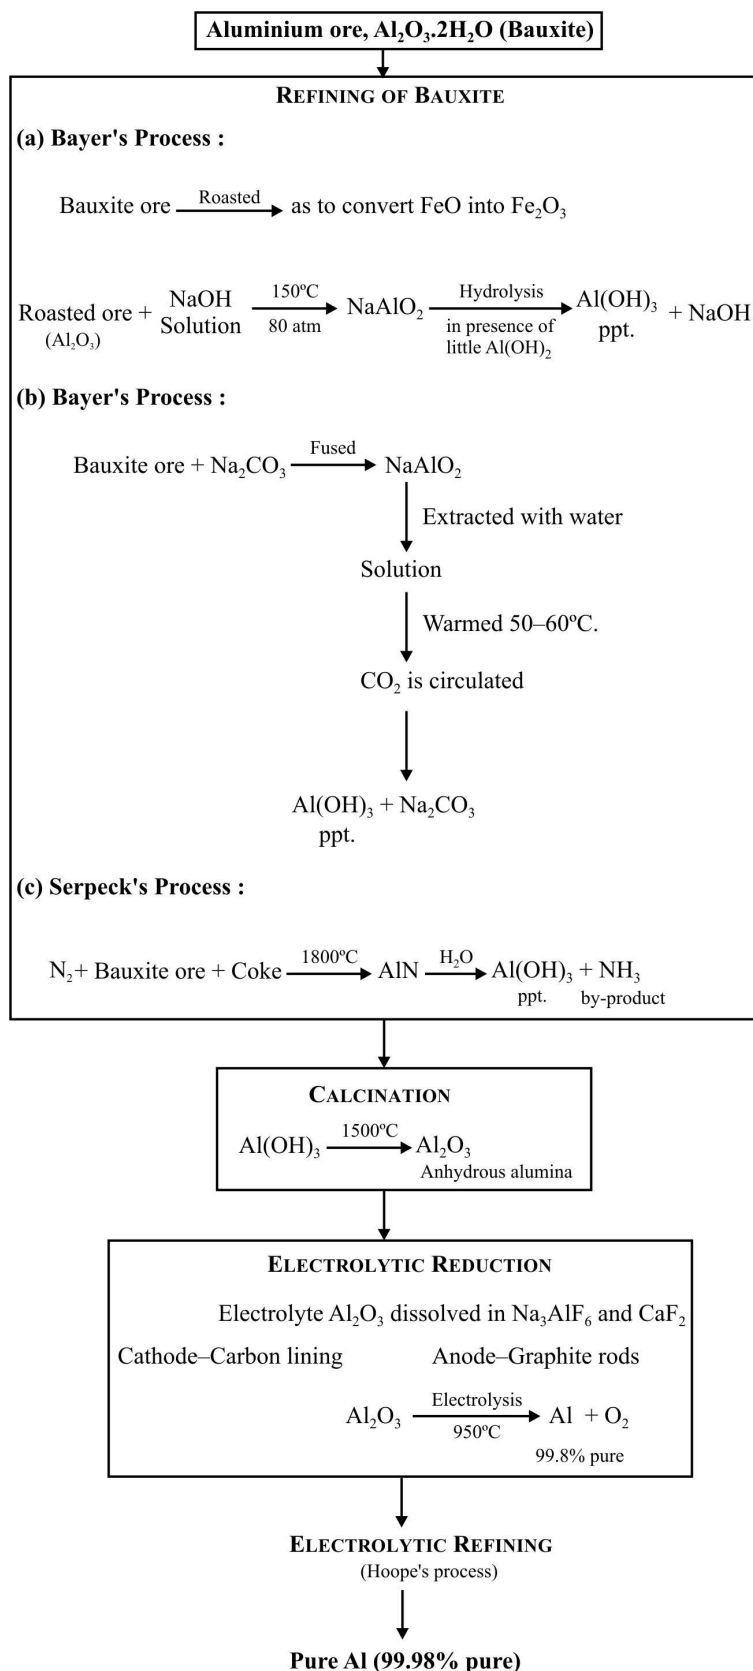 Aluminium ore, Al₂O₃.2H₂O (Bauxite)
REFINING OF BAUXITE
(a) Bayer's Process :
Bauxite ore Roasted as to convert FeO into Fe₂O₃
Roasted ore + NaOH Solution 150ºC 80 atm NaAlO₂ Hydrolysis in presence of little Al(OH)₂ Al(OH)₃ ppt. + NaOH
(Al₂O₃)
(b) Bayer's Process :
Bauxite ore + Na₂CO₃ Fused NaAlO₂
Extracted with water
Solution
Warmed 50–60ºC.
CO₂ is circulated
Al(OH)₃ + Na₂CO₃
ppt.
(c) Serpeck's Process :
N₂+ Bauxite ore + Coke 1800ºC AlN H₂O Al(OH)₃ + NH₃
ppt. by-product
CALCINATION
Al(OH)₃ 1500ºC Al₂O₃
Anhydrous alumina
ELECTROLYTIC REDUCTION
Electrolyte Al₂O₃ dissolved in Na₃AlF₆ and CaF₂
Cathode–Carbon lining Anode–Graphite rods
Al₂O₃ Electrolysis 950ºC Al + O₂
99.8% pure
ELECTROLYTIC REFINING
(Hoope's process)
Pure Al (99.98% pure)